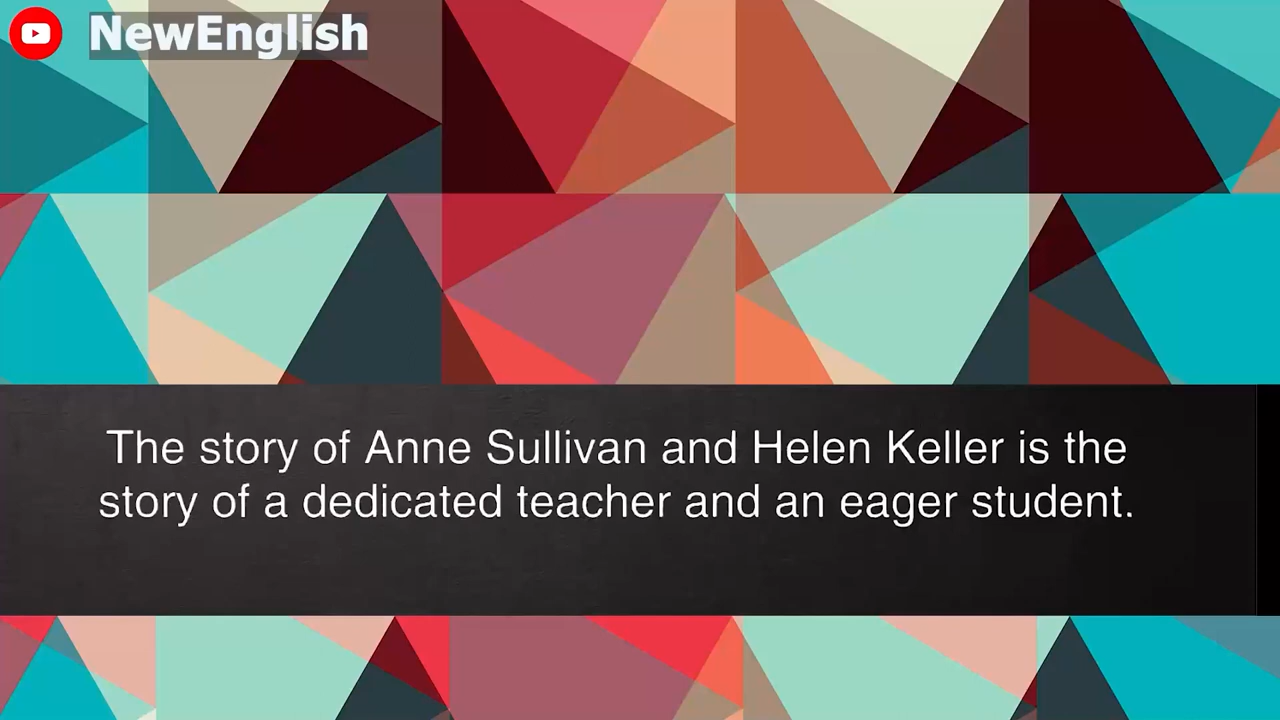 NewEnglish
The story of Anne Sullivan and Helen Keller is the
story of a dedicated teacher and an eager student.